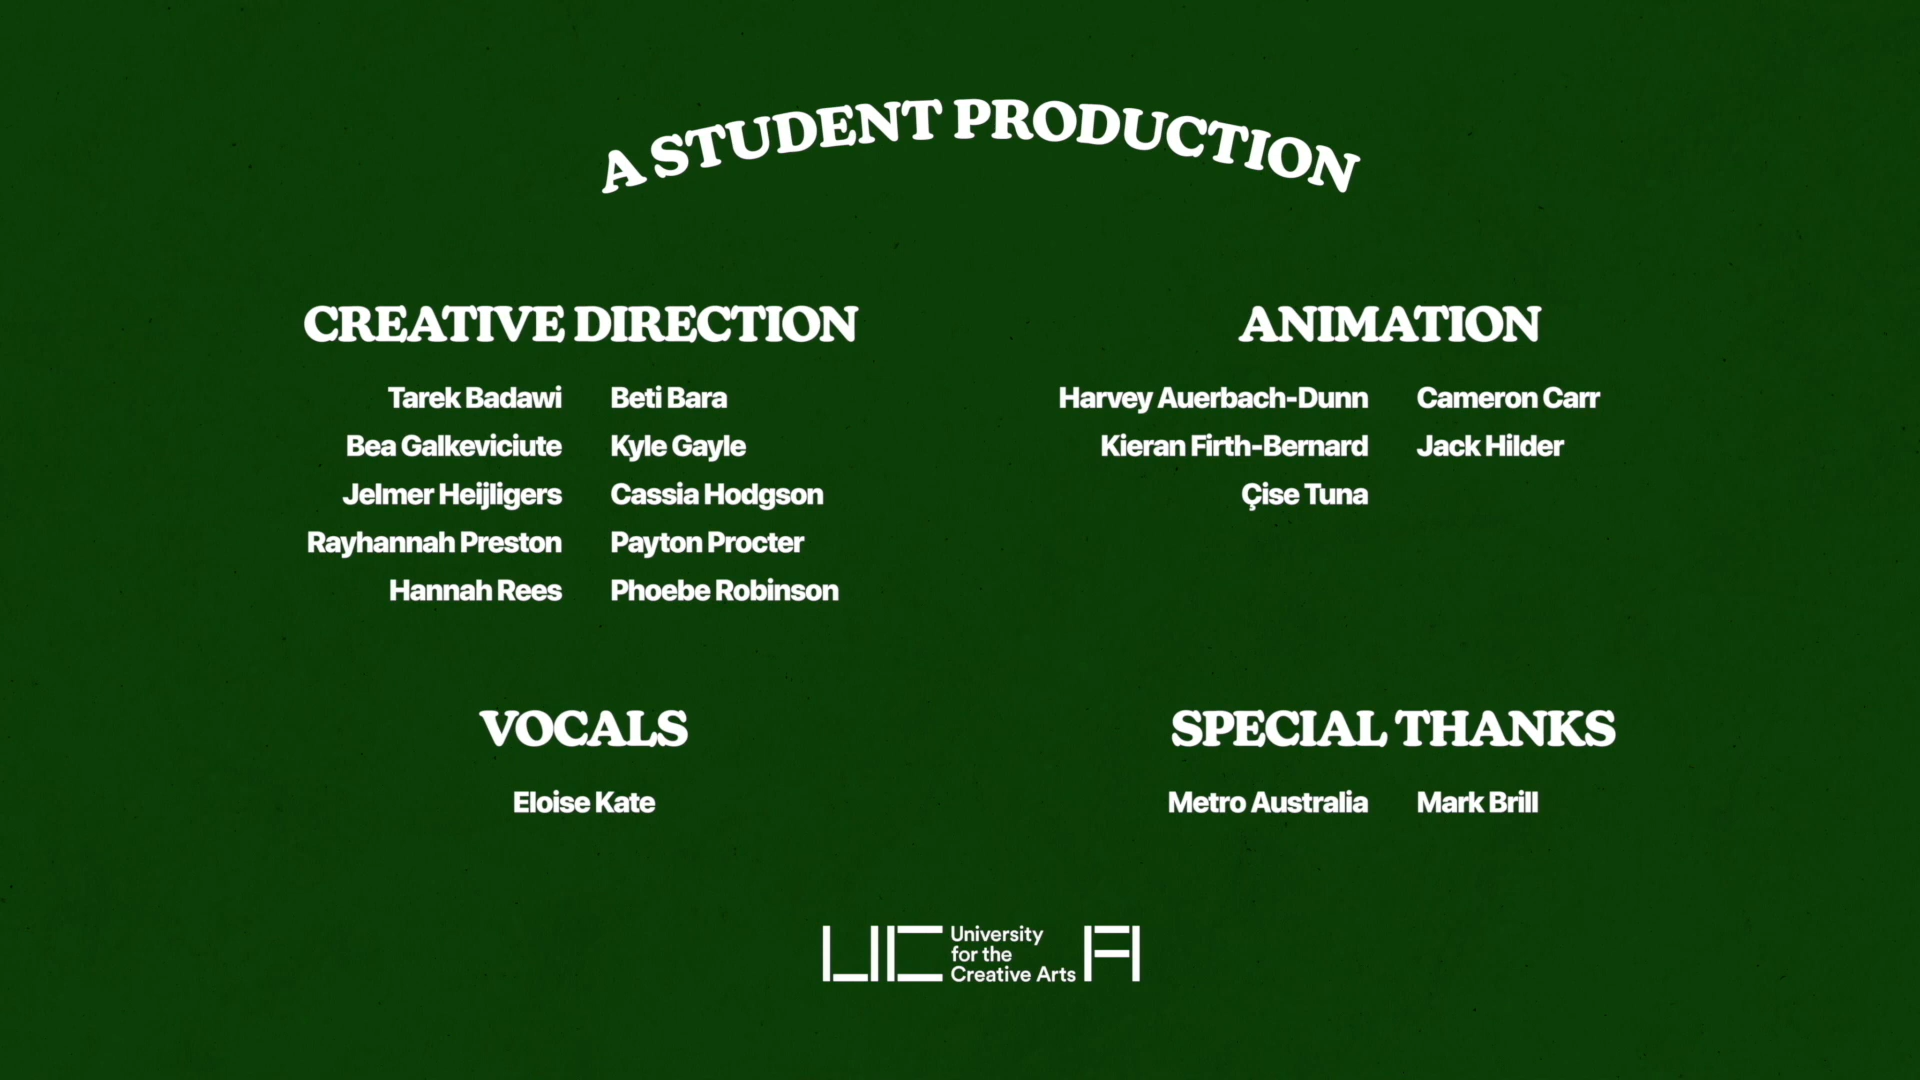 A STUDENT PRODUCTION
CREATIVE DIRECTION
Tarek Badawi Beti Bara
Bea Galkeviciute Kyle Gayle
Jelmer Heijligers Cassia Hodgson
Rayhannah Preston Payton Procter
Hannah Rees Phoebe Robinson
ANIMATION
Harvey Auerbach-Dunn Cameron Carr
Kieran Firth-Bernard Jack Hilder
Çise Tuna
VOCALS
Eloise Kate
SPECIAL THANKS
Metro Australia Mark Brill
UC
University
for the
Creative Arts
A